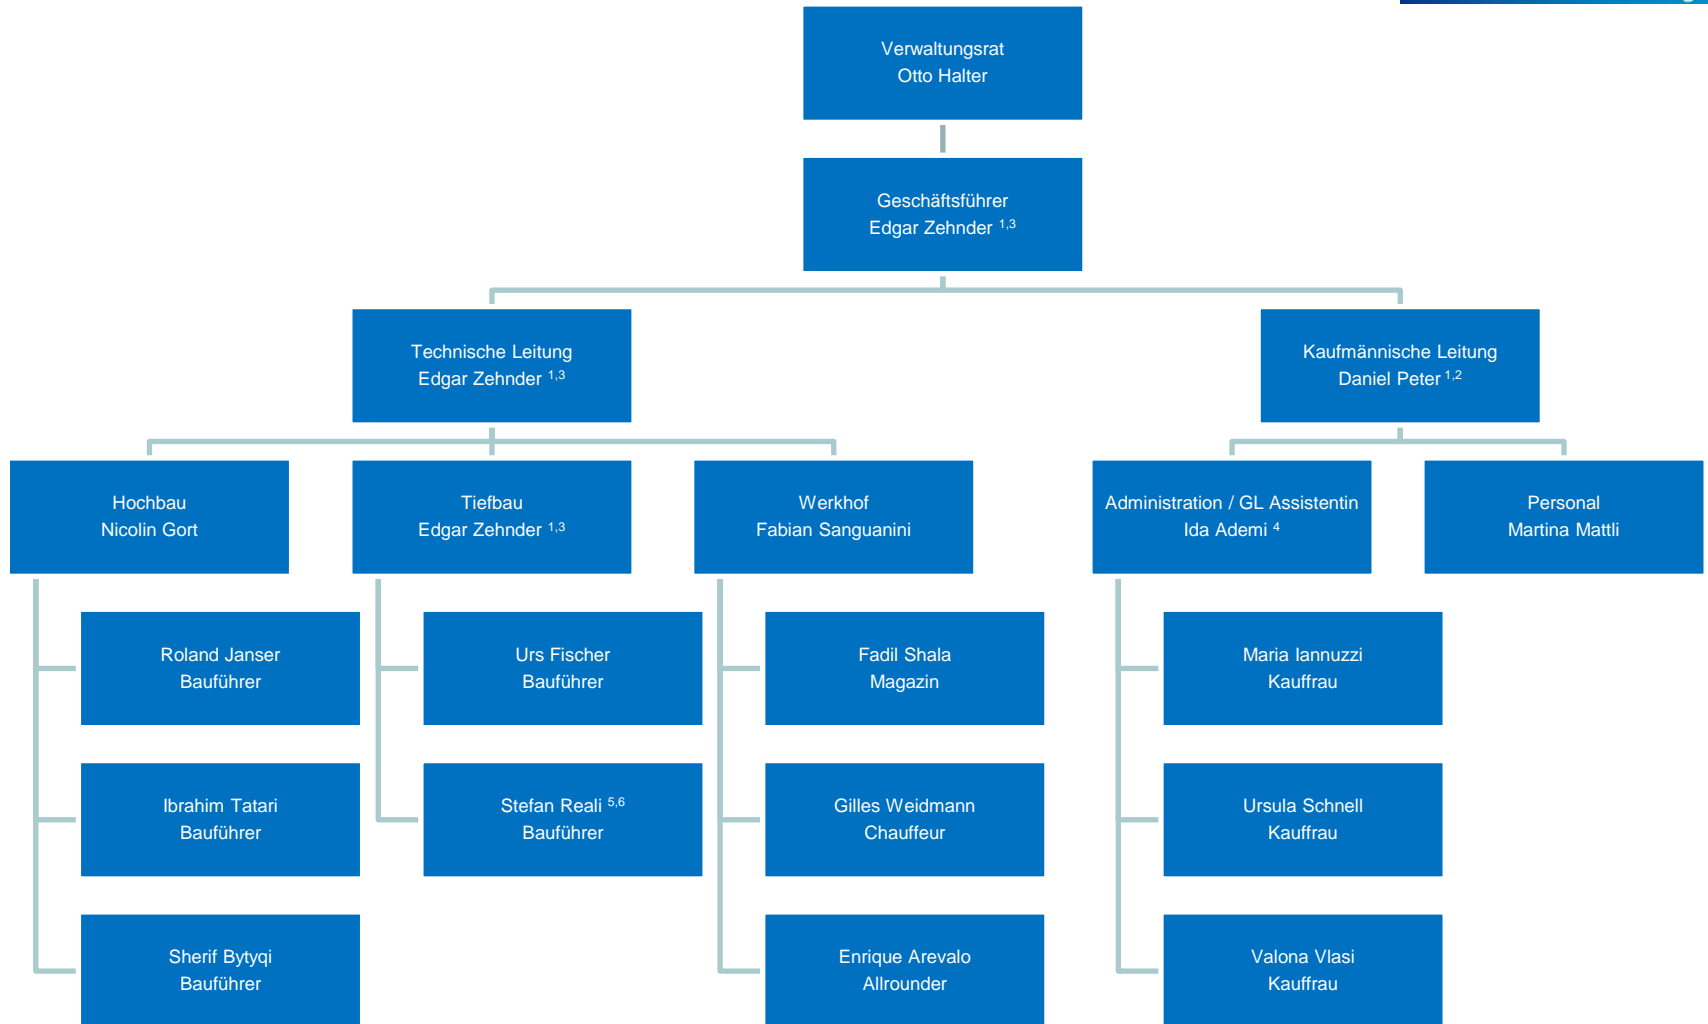 Verwaltungsrat
Otto Halter
Geschäftsführer
Edgar Zehnder 1,3
Technische Leitung
Edgar Zehnder 1,3
Kaufmännische Leitung
Daniel Peter 1,2
Hochbau
Nicolin Gort
Tiefbau
Edgar Zehnder 1,3
Werkhof
Fabian Sanguanini
Administration / GL Assistentin
Ida Ademi 4
Personal
Martina Mattli
Roland Janser
Bauführer
Urs Fischer
Bauführer
Fadil Shala
Magazin
Maria Iannuzzi
Kauffrau
Ibrahim Tatari
Bauführer
Stefan Reali 5,6
Bauführer
Gilles Weidmann
Chauffeur
Ursula Schnell
Kauffrau
Sherif Bytyqi
Bauführer
Enrique Arevalo
Allrounder
Valona Vlasi
Kauffrau